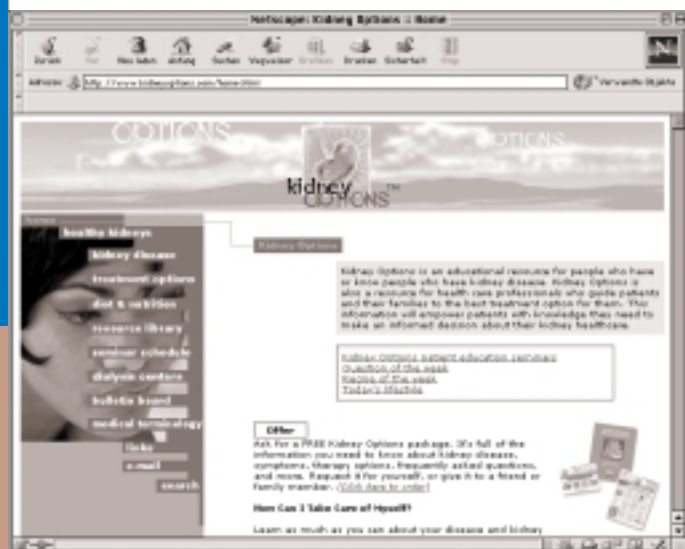 Netscape: Kidney Options :: Home
Zurück Vor Neu laden Anfang Suchen Wegweiser Grafiken Drucken Sicherheit Stop
Adresse: http://www.kidneyoptions.com/home.html Verwandte Objekte
OPTIONS OPTIONS
kidney
OPTIONS™
home
healthy kidneys
kidney disease
treatment options
diet & nutrition
resource library
seminar schedule
dialysis centers
bulletin board
medical terminology
links
e-mail
search
Kidney Options
Kidney Options is an educational resource for people who have
or know people who have kidney disease. Kidney Options is
also a resource for health care professionals who guide patients
and their families to the best treatment option for them. This
information will empower patients with knowledge they need to
make an informed decision about their kidney healthcare.
Kidney Options patient education seminars
Question of the week
Recipe of the week
Today's lifestyle
Offer
Ask for a FREE Kidney Options package. It's full of the
information you need to know about kidney disease,
symptoms, therapy options, frequently asked questions,
and more. Request it for yourself, or give it to a friend or
family member. (Click here to order)
How Can I Take Care of Myself?
Learn as much as you can about your disease and kidney